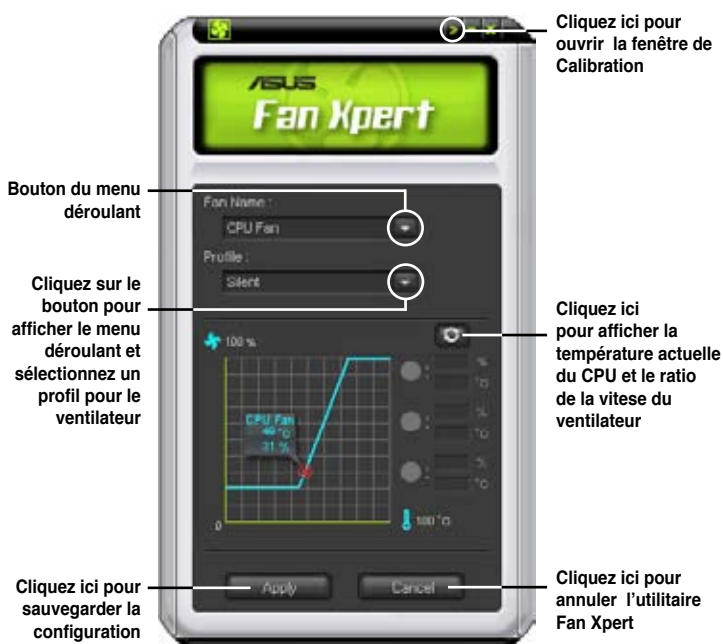 Cliquez ici pour
ouvrir la fenêtre de
Calibration
ASUS
Fan Xpert
Bouton du menu
déroulant
Fan Name :
CPU Fan
Profile :
Silent
Cliquez sur le
bouton pour
afficher le menu
déroulant et
sélectionnez un
profil pour le
ventilateur
Cliquez ici
pour afficher la
température actuelle
du CPU et le ratio
de la vitese du
ventilateur
100 %
: %
°C
: %
°C
: %
°C
CPU Fan
°C
31 %
0
100 °C
Apply
Cancel
Cliquez ici pour
sauvegarder la
configuration
Cliquez ici pour
annuler l'utilitaire
Fan Xpert